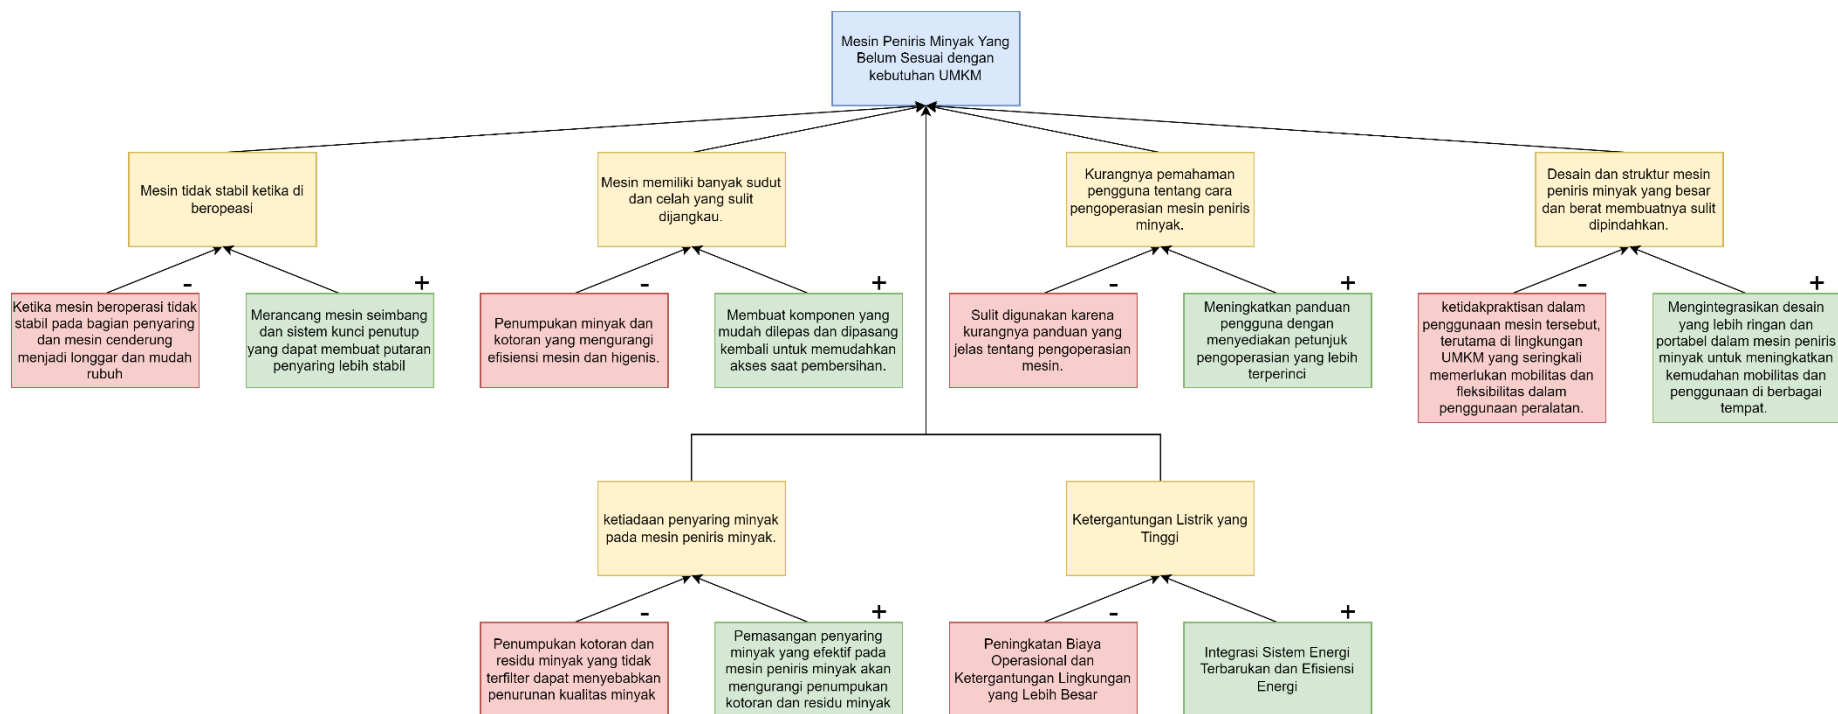 Mesin Peniris Minyak Yang
Belum Sesuai dengan
kebutuhan UMKM
Mesin tidak stabil ketika di
beropeasi
Mesin memiliki banyak sudut
dan celah yang sulit
dijangkau.
Kurangnya pemahaman
pengguna tentang cara
pengoperasian mesin peniris
minyak.
Desain dan struktur mesin
peniris minyak yang besar
dan berat membuatnya sulit
dipindahkan.
-
Ketika mesin beroperasi tidak
stabil pada bagian penyaring
dan mesin cenderung
menjadi longgar dan mudah
rubuh
+
Merancang mesin seimbang
dan sistem kunci penutup
yang dapat membuat putaran
penyaring lebih stabil
-
Penumpukan minyak dan
kotoran yang mengurangi
efisiensi mesin dan higenis.
+
Membuat komponen yang
mudah dilepas dan dipasang
kembali untuk memudahkan
akses saat pembersihan.
-
Sulit digunakan karena
kurangnya panduan yang
jelas tentang pengoperasian
mesin.
+
Meningkatkan panduan
pengguna dengan
menyediakan petunjuk
pengoperasian yang lebih
terperinci
-
ketidakpraktisan dalam
penggunaan mesin tersebut,
terutama di lingkungan
UMKM yang seringkali
memerlukan mobilitas dan
fleksibilitas dalam
penggunaan peralatan.
+
Mengintegrasikan desain
yang lebih ringan dan
portabel dalam mesin peniris
minyak untuk meningkatkan
kemudahan mobilitas dan
penggunaan di berbagai
tempat.
ketiadaan penyaring minyak
pada mesin peniris minyak.
Ketergantungan Listrik yang
Tinggi
-
Penumpukan kotoran dan
residu minyak yang tidak
terfilter dapat menyebabkan
penurunan kualitas minyak
+
Pemasangan penyaring
minyak yang efektif pada
mesin peniris minyak akan
mengurangi penumpukan
kotoran dan residu minyak
-
Peningkatan Biaya
Operasional dan
Ketergantungan Lingkungan
yang Lebih Besar
+
Integrasi Sistem Energi
Terbarukan dan Efisiensi
Energi